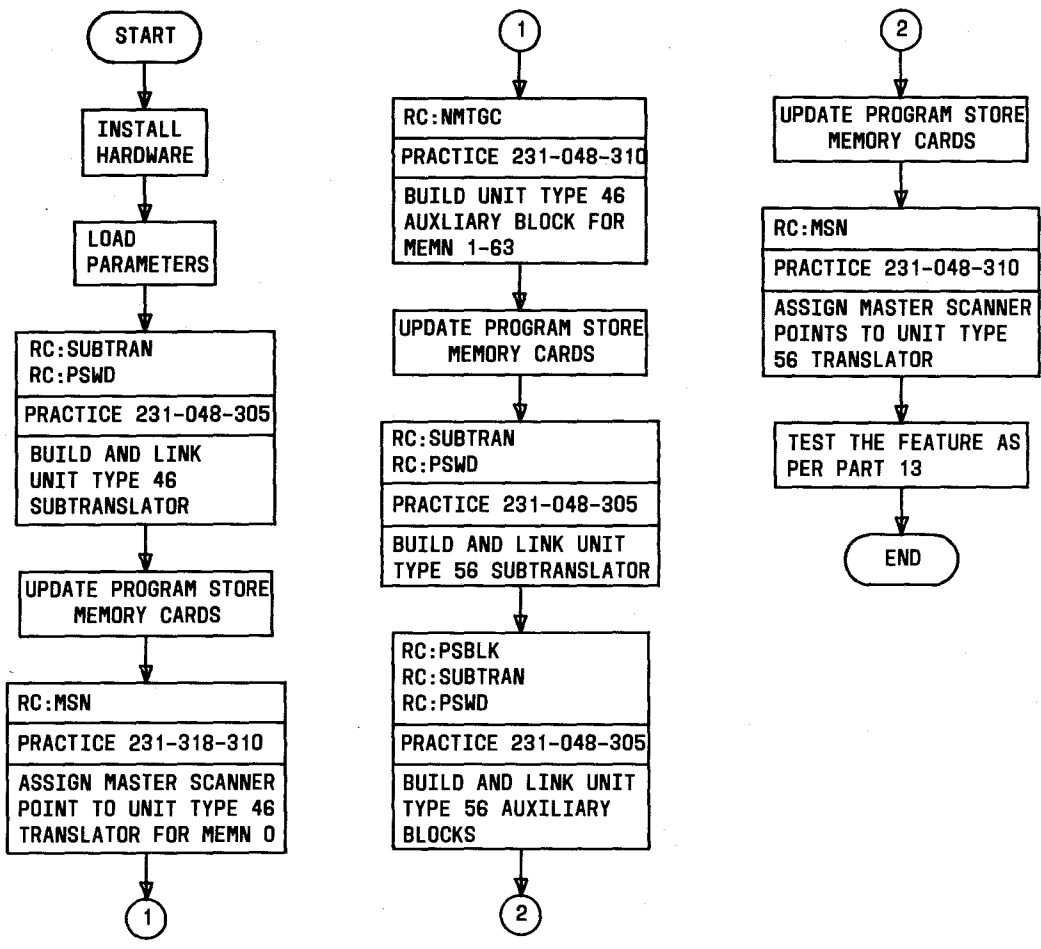 START
INSTALL
HARDWARE
LOAD
PARAMETERS
RC:SUBTRAN
RC:PSWD
PRACTICE 231-048-305
BUILD AND LINK
UNIT TYPE 46
SUBTRANSLATOR
UPDATE PROGRAM STORE
MEMORY CARDS
RC:MSN
PRACTICE 231-318-310
ASSIGN MASTER SCANNER
POINT TO UNIT TYPE 46
TRANSLATOR FOR MEMN 0
1
1
RC:NMTGC
PRACTICE 231-048-310
BUILD UNIT TYPE 46
AUXLIARY BLOCK FOR
MEMN 1-63
UPDATE PROGRAM STORE
MEMORY CARDS
RC:SUBTRAN
RC:PSWD
PRACTICE 231-048-305
BUILD AND LINK UNIT
TYPE 56 SUBTRANSLATOR
RC:PSBLK
RC:SUBTRAN
RC:PSWD
PRACTICE 231-048-305
BUILD AND LINK UNIT
TYPE 56 AUXILIARY
BLOCKS
2
2
UPDATE PROGRAM STORE
MEMORY CARDS
RC:MSN
PRACTICE 231-048-310
ASSIGN MASTER SCANNER
POINTS TO UNIT TYPE
56 TRANSLATOR
TEST THE FEATURE AS
PER PART 13
END